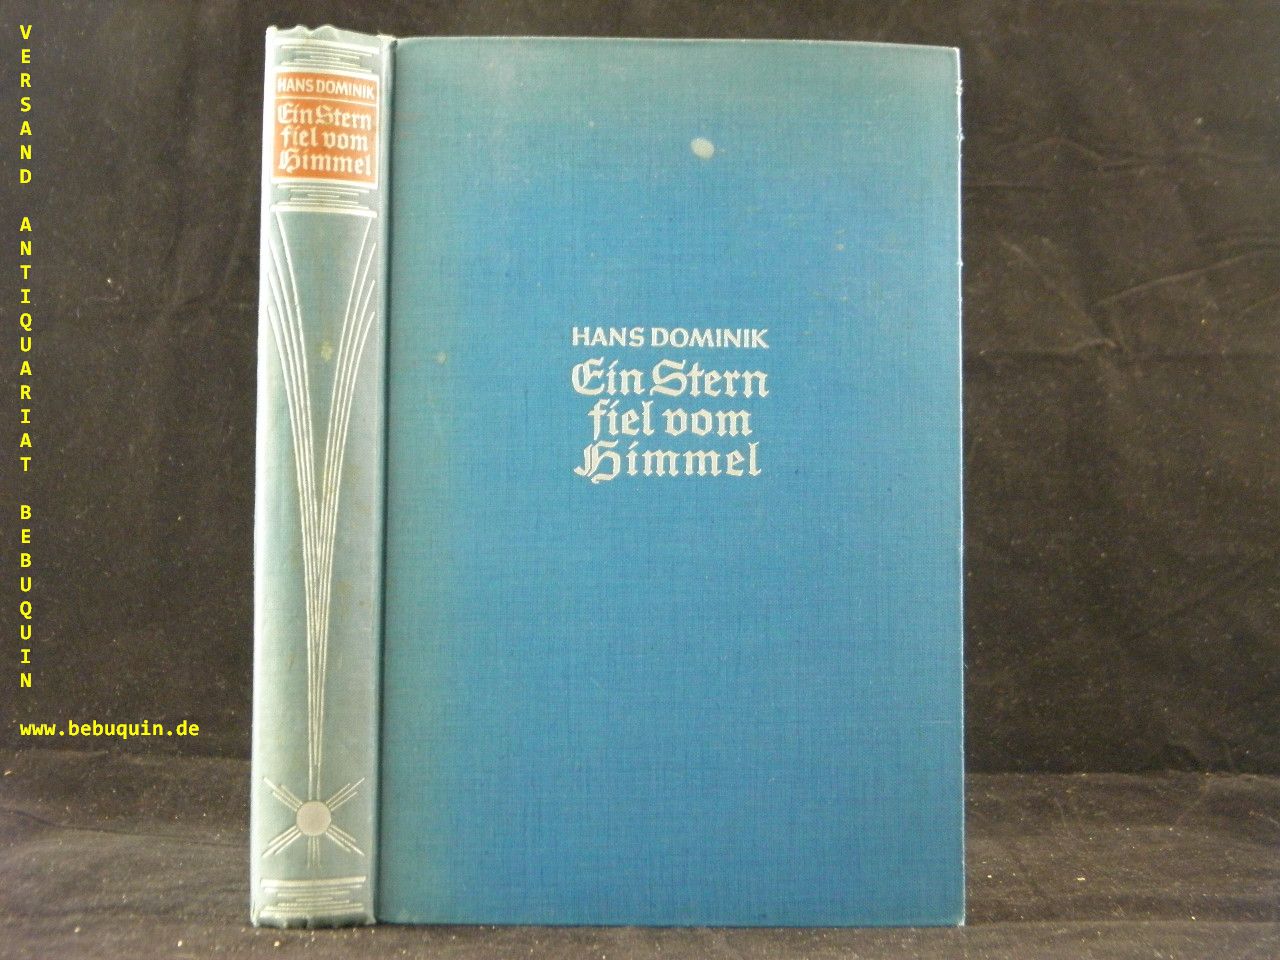 VERSAND ANTIQUARIAT BEBUQUIN
www.bebuquin.de
HANS DOMINIK
Ein Stern
fiel vom
Himmel
HANS DOMINIK
Ein Stern
fiel vom
Himmel